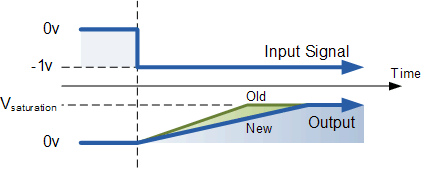 0v
Input Signal
-1v
Time
Vsaturation
Old
New
Output
0v